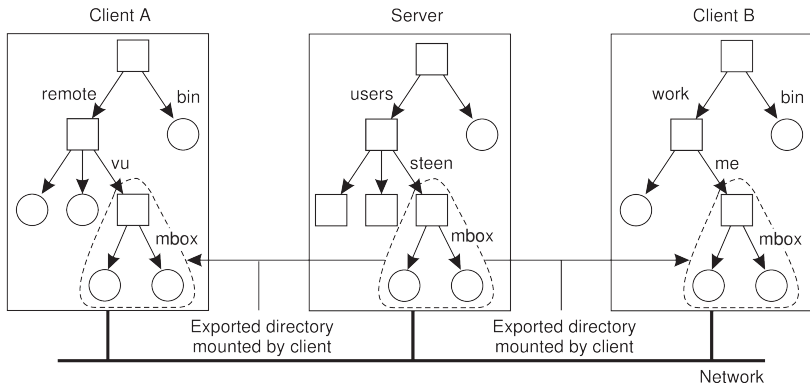 Client A
Server
Client B
remote
bin
users
work
bin
vu
steen
me
mbox
mbox
mbox
Exported directory
mounted by client
Exported directory
mounted by client
Network